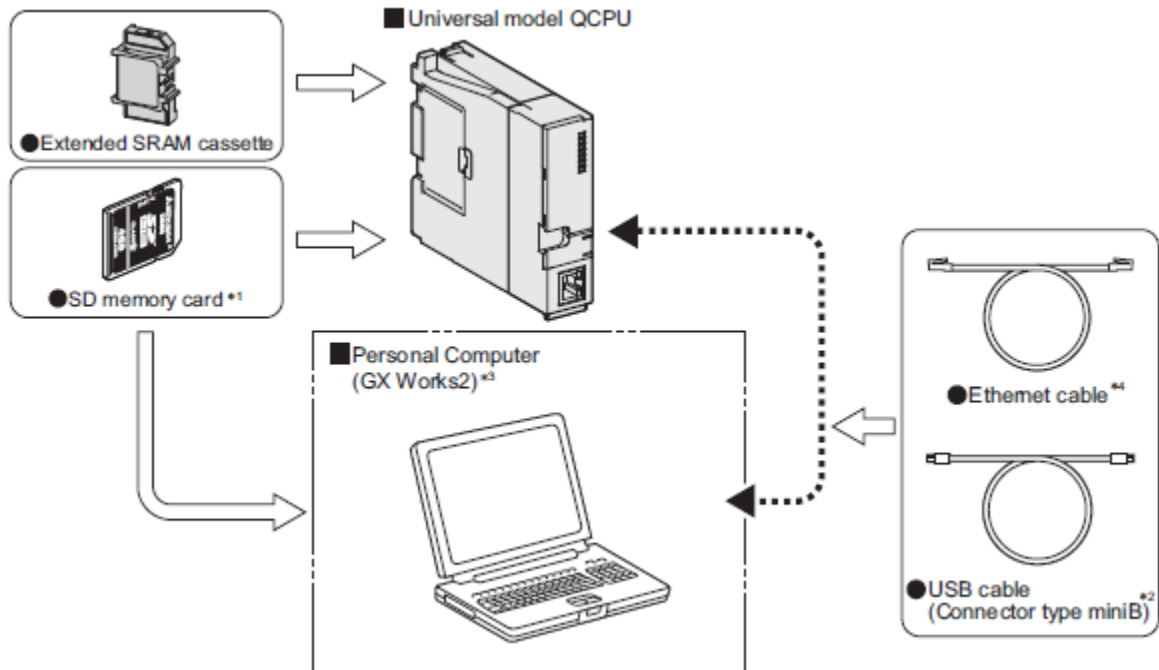 ■ Universal model QCPU
●Extended SRAM cassette
●SD memory card *1
■Personal Computer
(GX Works2) *3
●Ethernet cable *4
●USB cable
(Connector type miniB) *2